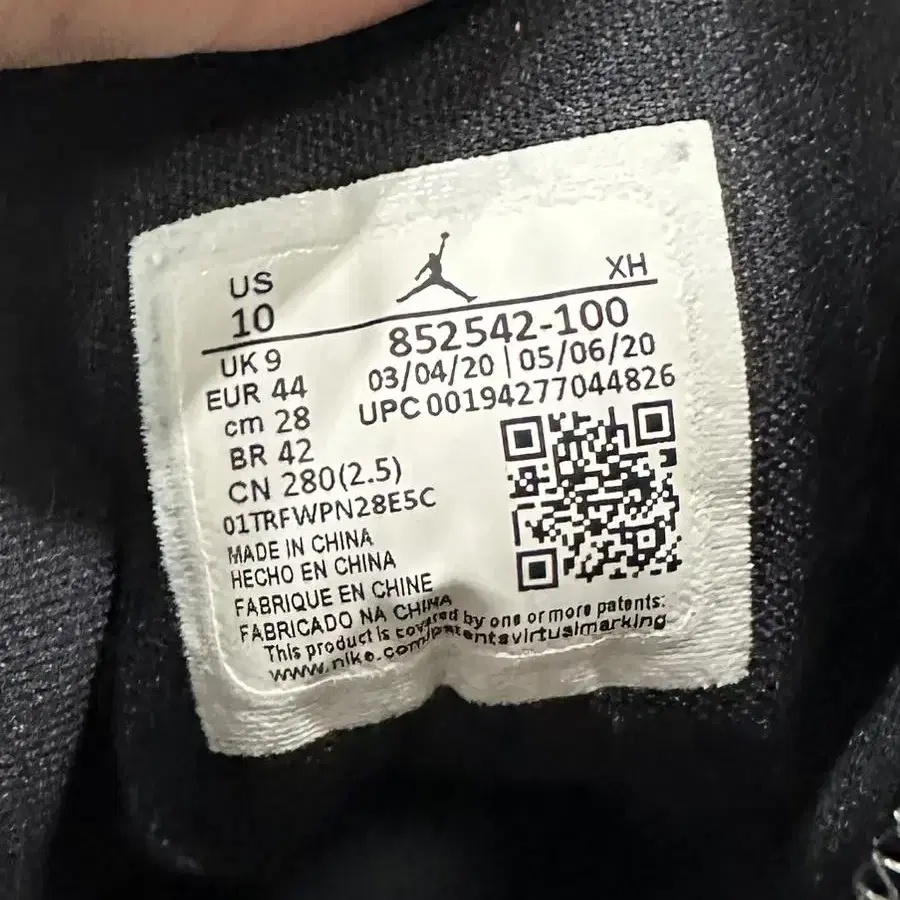 US XH
10 852542-100
UK 9 03/04/20 | 05/06/20
EUR 44 UPC 00194277044826
cm 28
BR 42
CN 280(2.5)
01TRFWPN28E5C
MADE IN CHINA
HECHO EN CHINA
FABRIQUE EN CHINE
FABRICADO NA CHINA
This product is covered by one or more patents:
www.nike.com/patentsvirtualmarking